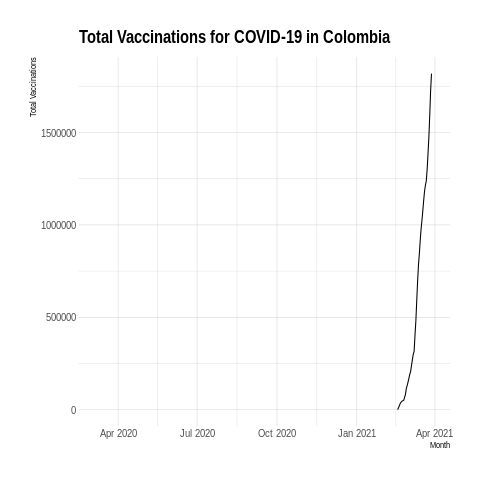 Total Vaccinations for COVID-19 in Colombia
Total Vaccinations
1500000
1000000
500000
0
Apr 2020 Jul 2020 Oct 2020 Jan 2021 Apr 2021
Month